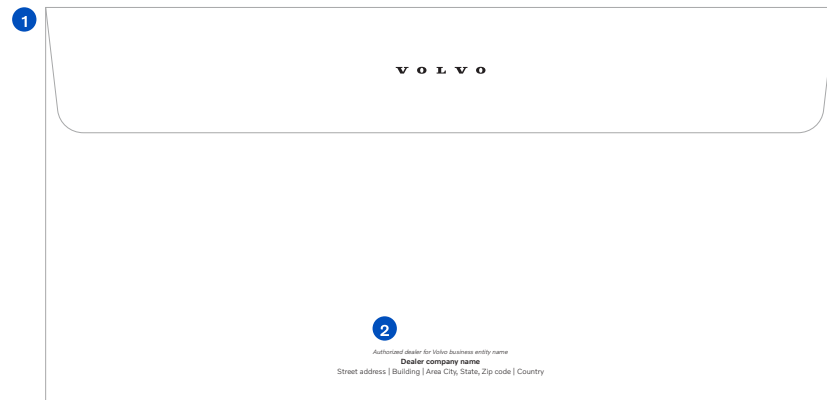 1
VOLVO
2
Authorized dealer for Volvo business entity name
Dealer company name
Street address | Building | Area City, State, Zip code | Country